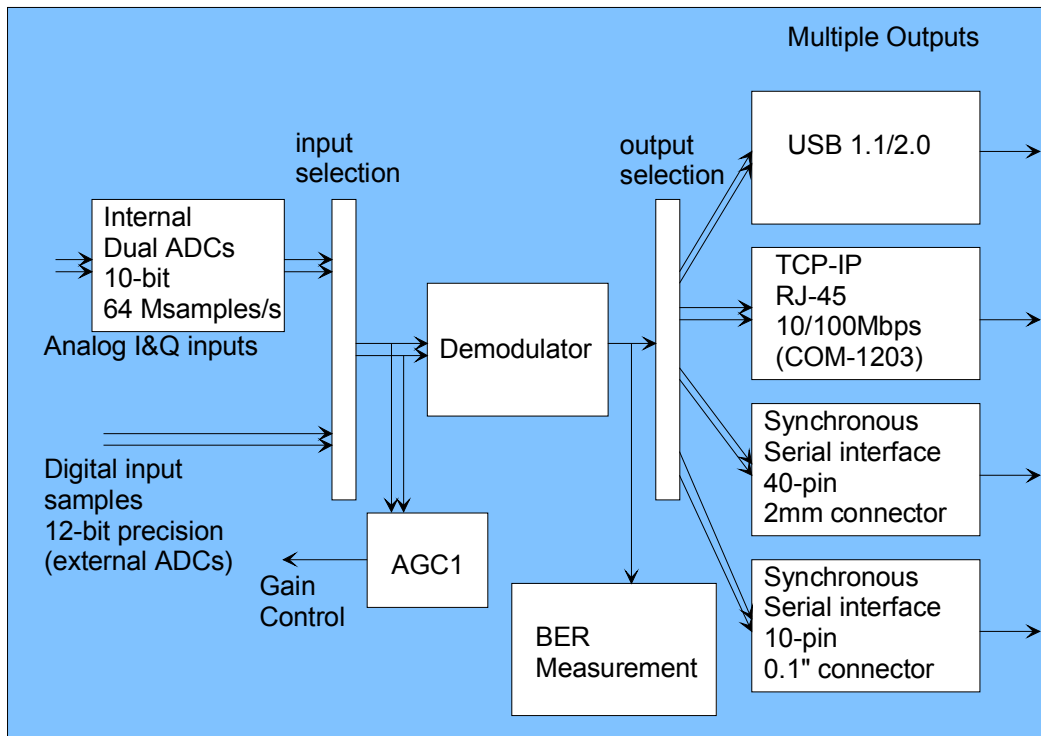 Multiple Outputs
input
selection
output
selection
USB 1.1/2.0
Internal
Dual ADCs
10-bit
64 Msamples/s
Analog I&Q inputs
Demodulator
TCP-IP
RJ-45
10/100Mbps
(COM-1203)
Digital input
samples
12-bit precision
(external ADCs)
Gain
Control
AGC1
BER
Measurement
Synchronous
Serial interface
40-pin
2mm connector
Synchronous
Serial interface
10-pin
0.1" connector